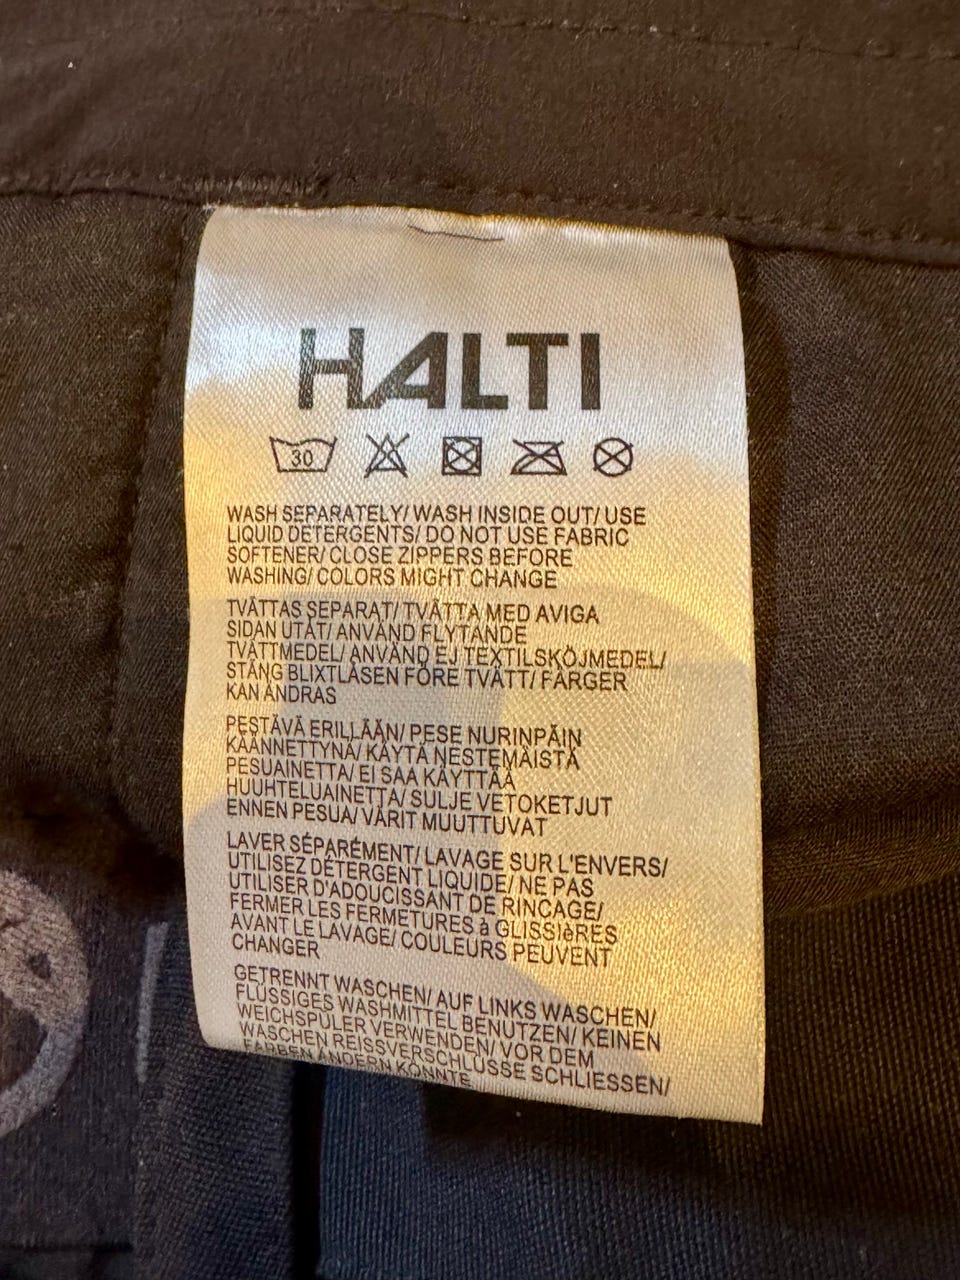 HALTI
30
WASH SEPARATELY/ WASH INSIDE OUT/ USE
LIQUID DETERGENTS/ DO NOT USE FABRIC
SOFTENER/ CLOSE ZIPPERS BEFORE
WASHING/ COLORS MIGHT CHANGE
TVÄTTAS SEPARAT/ TVÄTTA MED AVIGA
SIDAN UTÅT/ ANVÄND FLYTANDE
TVÄTTMEDEL/ ANVÄND EJ TEXTILSKÖJMEDEL/
STÄNG BLIXTLÅSEN FÖRE TVÄTT/ FÄRGER
KAN ÄNDRAS
PESTÄVÄ ERILLÄÄN/ PESE NURINPÄIN
KÄÄNNETTYNÄ/ KÄYTÄ NESTEMÄISTÄ
PESUAINETTA/ EI SAA KÄYTTÄÄ
HUUHTELUAINETTA/ SULJE VETOKETJUT
ENNEN PESUA/ VÄRIT MUUTTUVAT
LAVER SÉPARÉMENT/ LAVAGE SUR L'ENVERS/
UTILISEZ DÉTERGENT LIQUIDE/ NE PAS
UTILISER D'ADOUCISSANT DE RINCAGE/
FERMER LES FERMETURES à GLISSIèRES
AVANT LE LAVAGE/ COULEURS PEUVENT
CHANGER
GETRENNT WASCHEN/ AUF LINKS WASCHEN/
FLÜSSIGES WASHMITTEL BENUTZEN/ KEINEN
WEICHSPÜLER VERWENDEN/ VOR DEM
WASCHEN REISSVERSCHLÜSSE SCHLIESSEN/
FARBEN ÄNDERN KÖNNTE